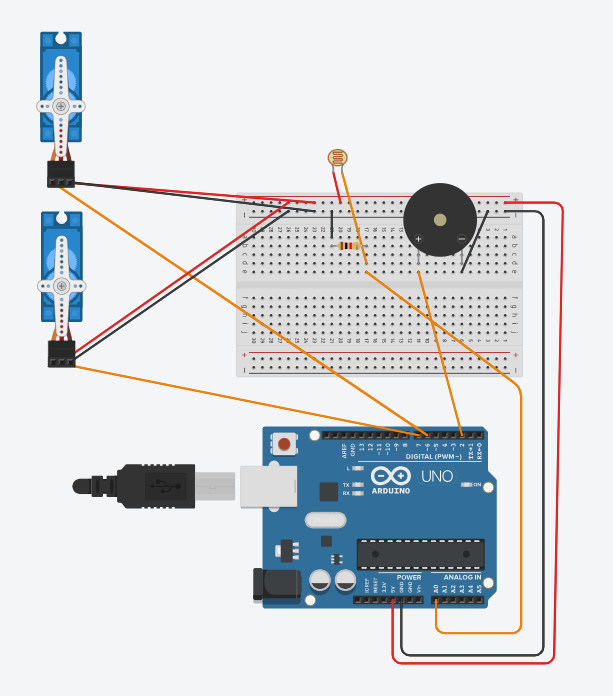 +
−
+
−
a
b
c
d
e
f
g
h
i
j
+
−
AREF
GND
13
12
~11
~10
~9
8
7
~6
~5
4
~3
2
TX→1
RX←0
DIGITAL (PWM~)
L
TX
RX
ARDUINO
UNO
ON
POWER
ANALOG IN
IOREF
RESET
3.3V
5V
GND
GND
Vin
A0
A1
A2
A3
A4
A5